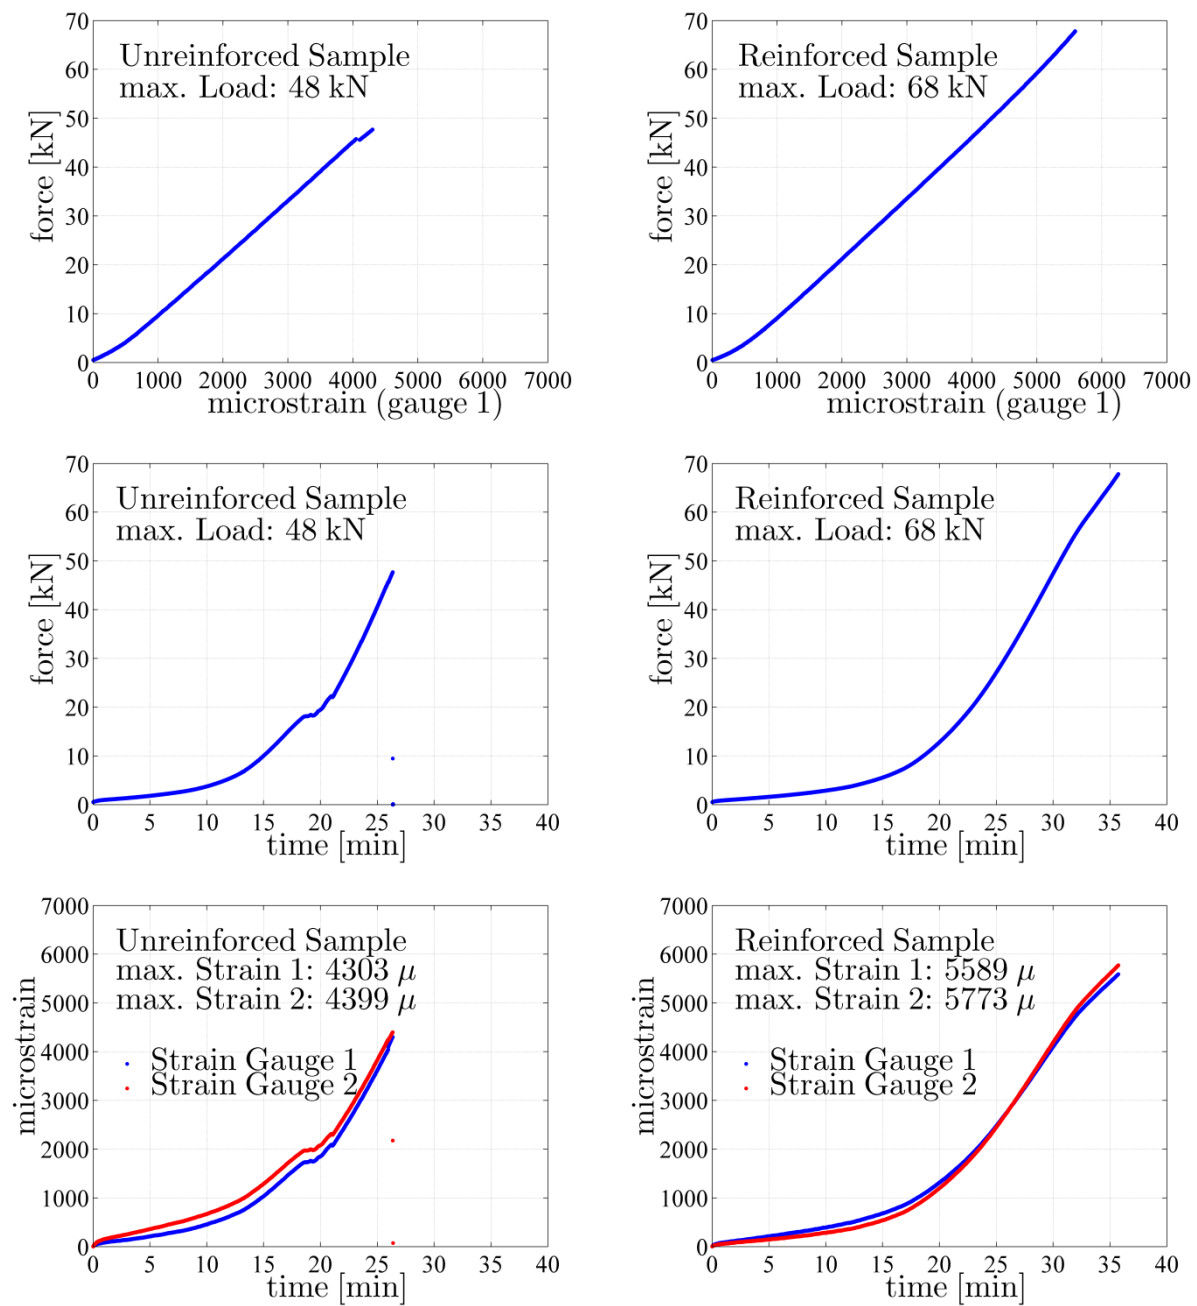 70
60
50
40
30
20
10
0
force [kN]
Unreinforced Sample
max. Load: 48 kN
0 1000 2000 3000 4000 5000 6000 7000
microstrain (gauge 1)
70
60
50
40
30
20
10
0
force [kN]
Reinforced Sample
max. Load: 68 kN
0 1000 2000 3000 4000 5000 6000 7000
microstrain (gauge 1)
70
60
50
40
30
20
10
0
force [kN]
Unreinforced Sample
max. Load: 48 kN
0 5 10 15 20 25 30 35 40
time [min]
70
60
50
40
30
20
10
0
force [kN]
Reinforced Sample
max. Load: 68 kN
0 5 10 15 20 25 30 35 40
time [min]
7000
6000
5000
4000
3000
2000
1000
0
microstrain
Unreinforced Sample
max. Strain 1: 4303 μ
max. Strain 2: 4399 μ
Strain Gauge 1
Strain Gauge 2
0 5 10 15 20 25 30 35 40
time [min]
7000
6000
5000
4000
3000
2000
1000
0
microstrain
Reinforced Sample
max. Strain 1: 5589 μ
max. Strain 2: 5773 μ
Strain Gauge 1
Strain Gauge 2
0 5 10 15 20 25 30 35 40
time [min]